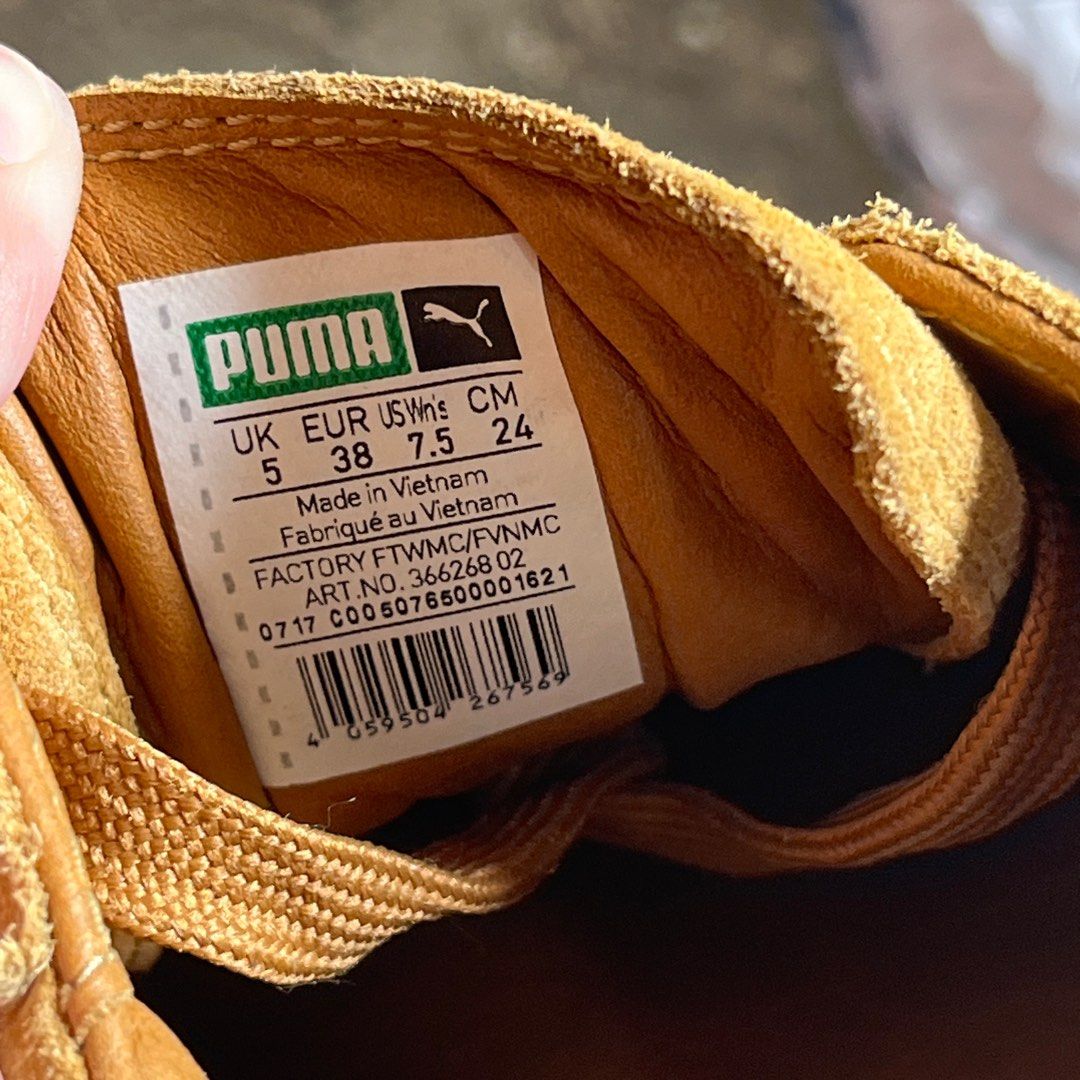 PUMA
UK EUR US Wn's CM
5 38 7.5 24
Made in Vietnam
Fabriqué au Vietnam
FACTORY FTWMC/FVNMC
ART.NO. 366268 02
0717 C005076500001621
4 059504 267569